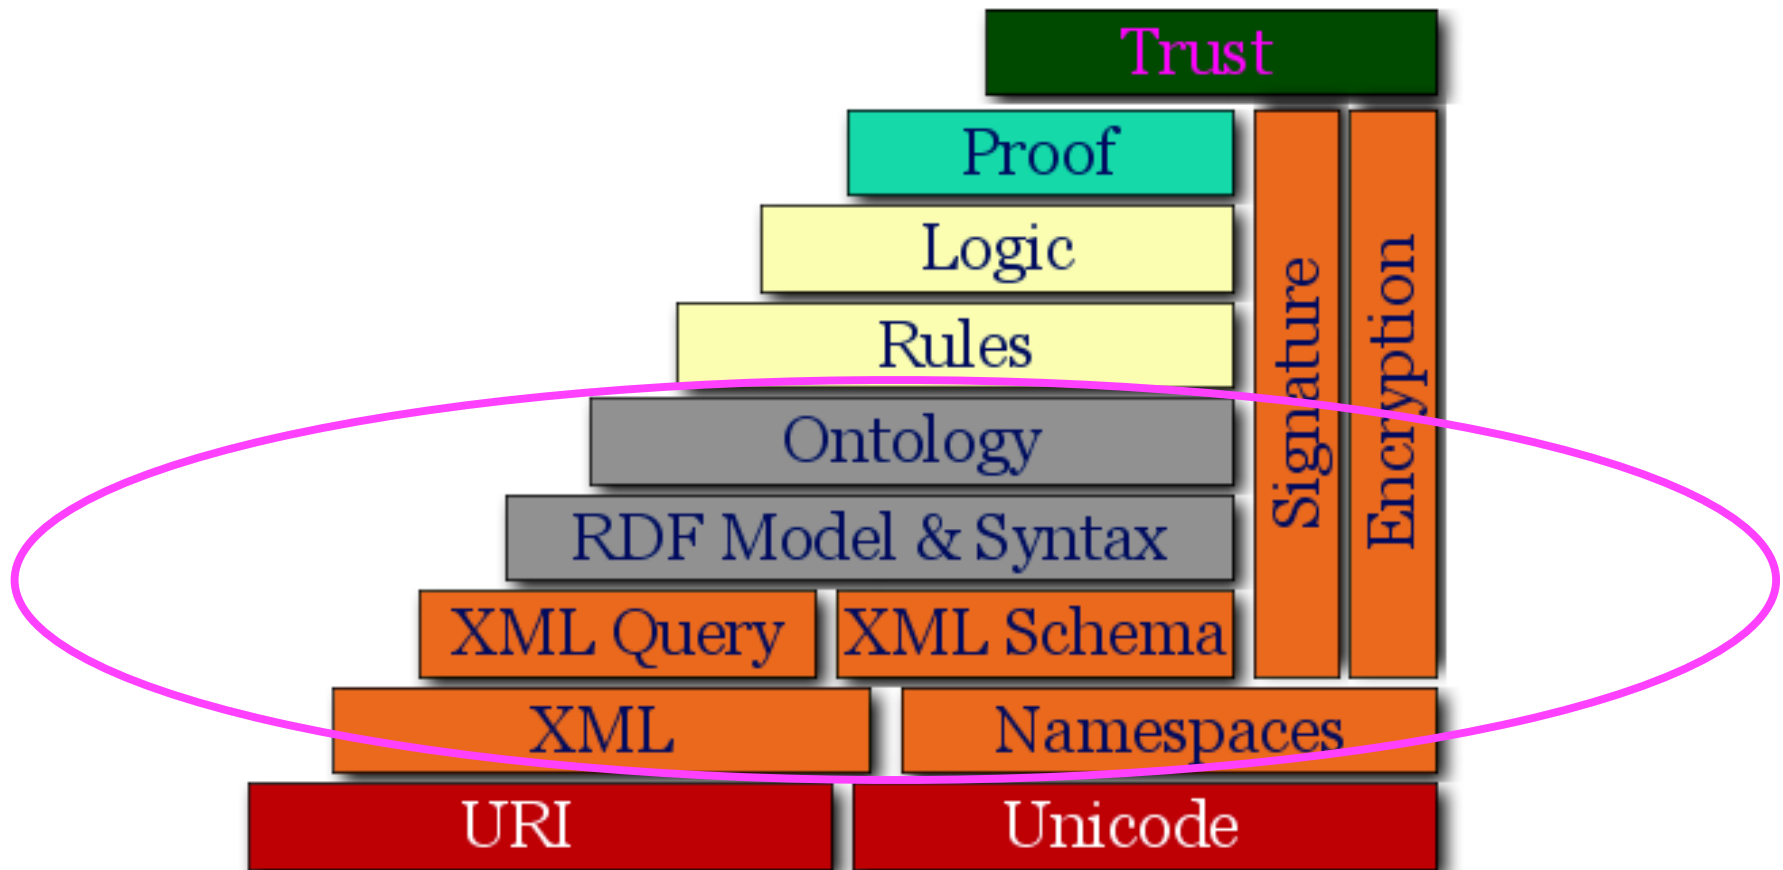 Trust
Proof
Logic
Rules
Ontology
RDF Model & Syntax
XML Query
XML Schema
Signature
Encryption
XML
Namespaces
URI
Unicode